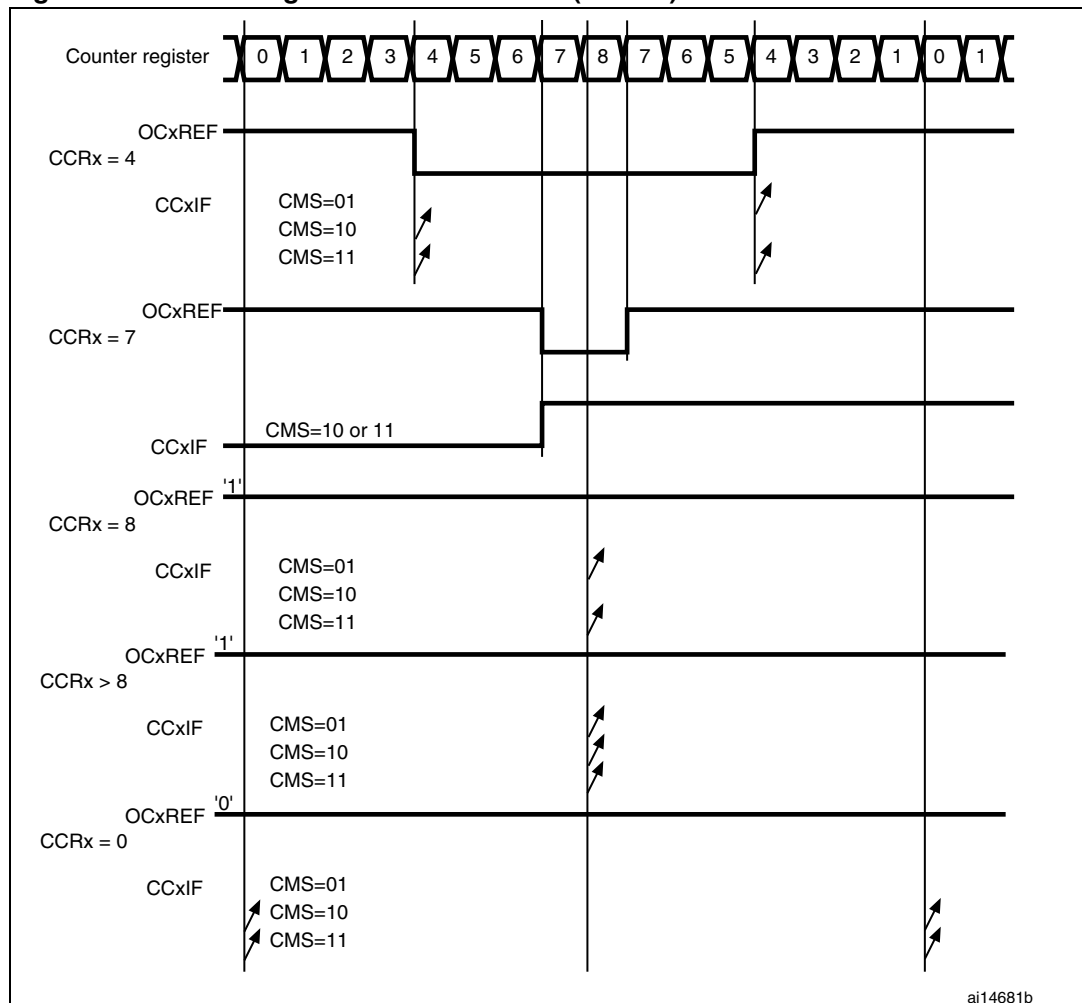 Counter register 0 1 2 3 4 5 6 7 8 7 6 5 4 3 2 1 0 1
OCxREF
CCRx = 4
CCxIF
CMS=01
CMS=10
CMS=11
OCxREF
CCRx = 7
CMS=10 or 11
CCxIF
OCxREF '1'
CCRx = 8
CCxIF
CMS=01
CMS=10
CMS=11
OCxREF '1'
CCRx > 8
CCxIF
CMS=01
CMS=10
CMS=11
OCxREF '0'
CCRx = 0
CCxIF
CMS=01
CMS=10
CMS=11
ai14681b